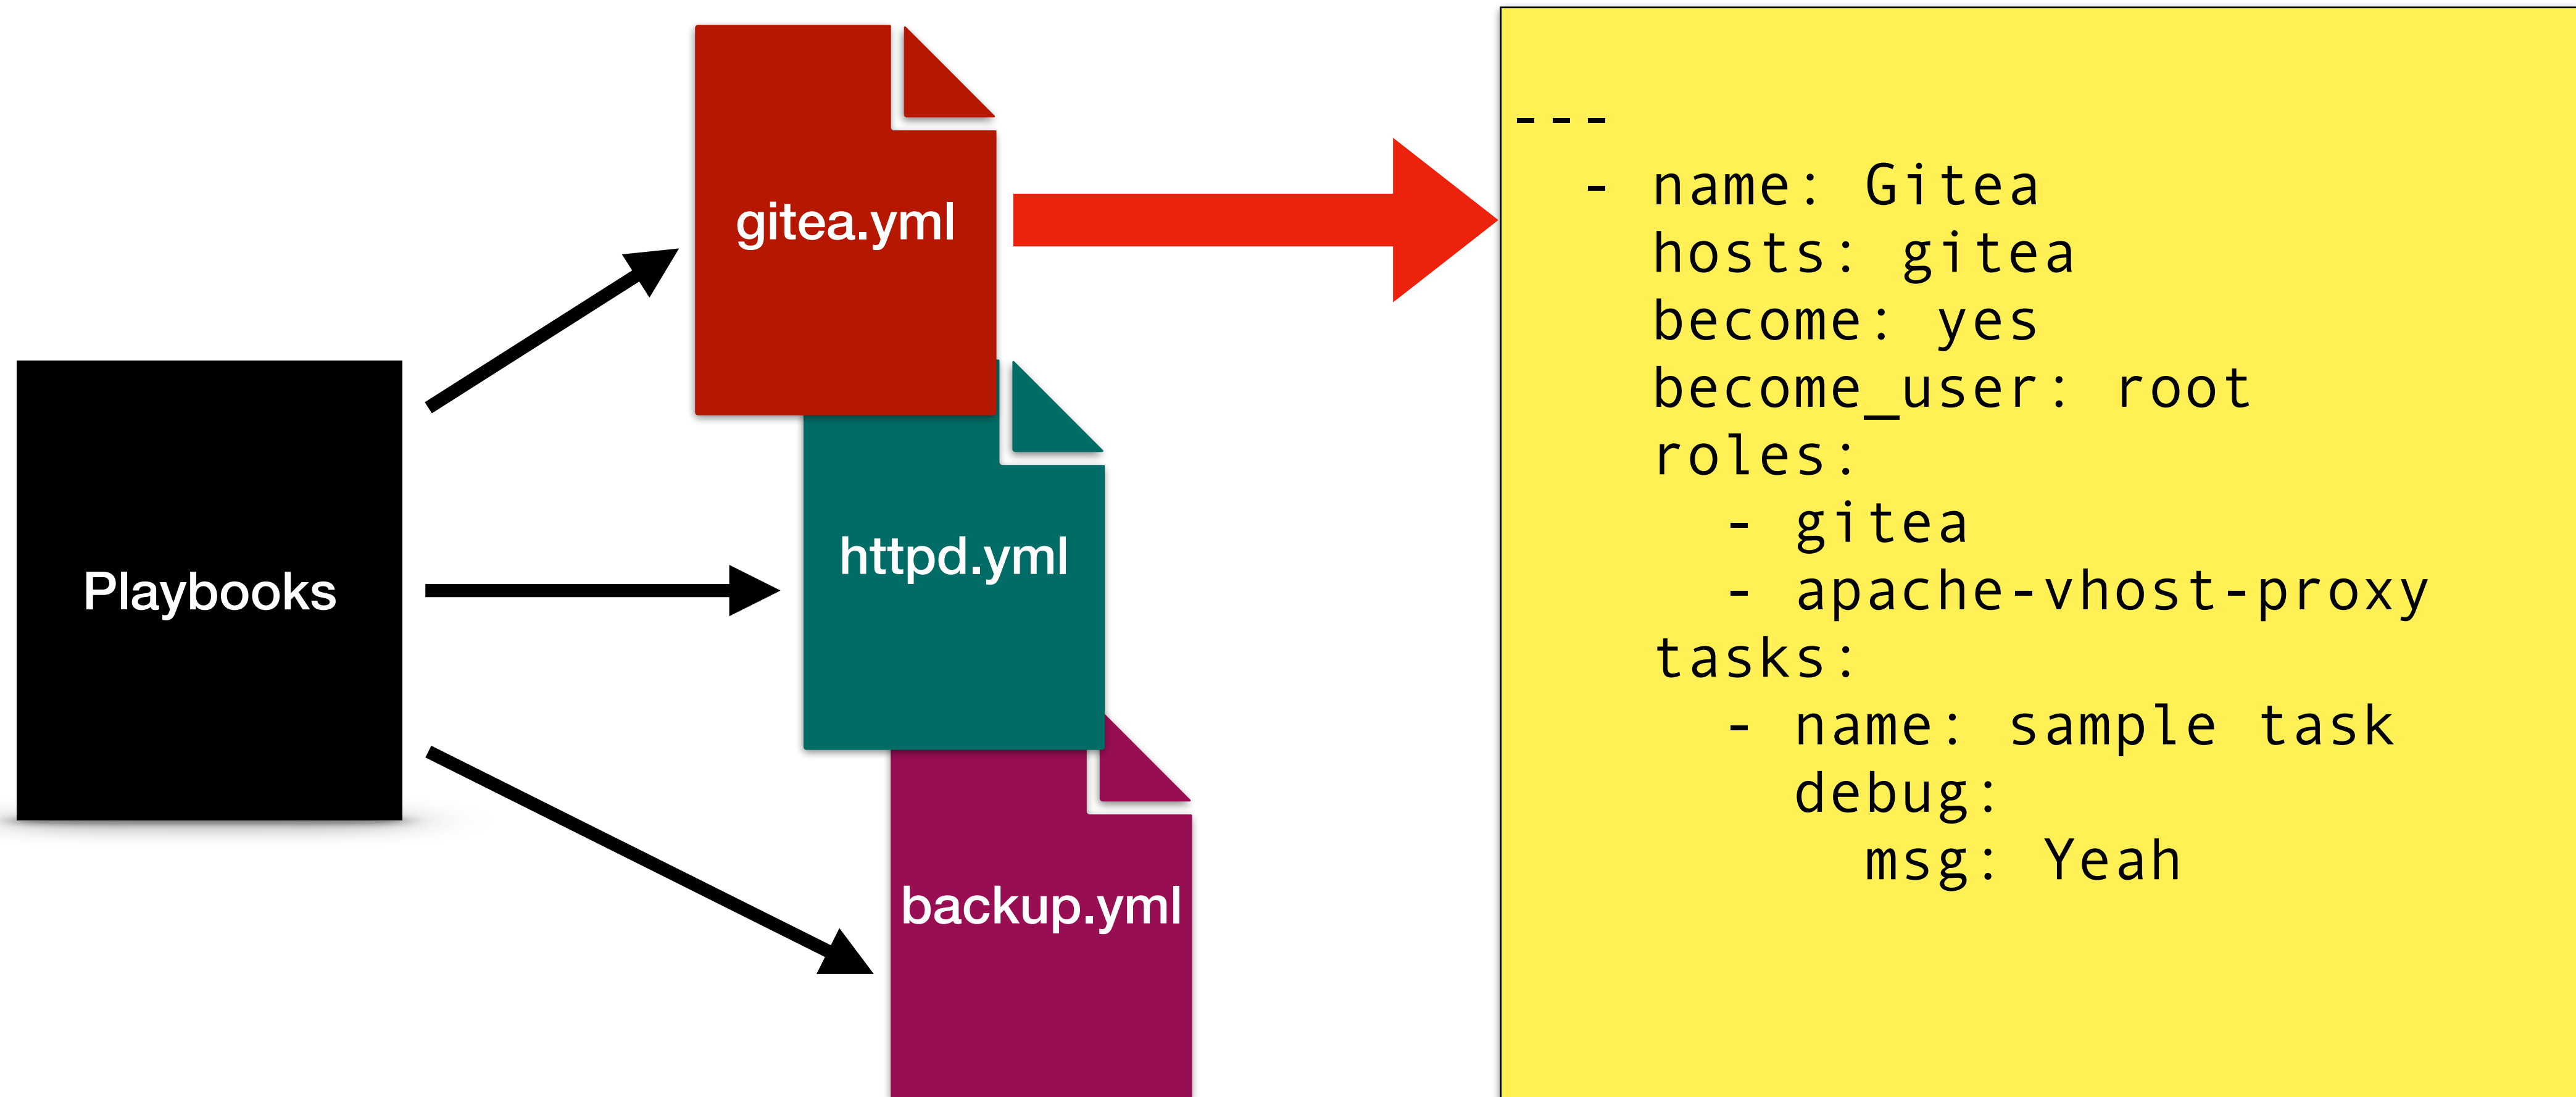 Playbooks
gitea.yml
httpd.yml
backup.yml
---
  - name: Gitea
    hosts: gitea
    become: yes
    become_user: root
    roles:
      - gitea
      - apache-vhost-proxy
    tasks:
      - name: sample task
        debug:
          msg: Yeah